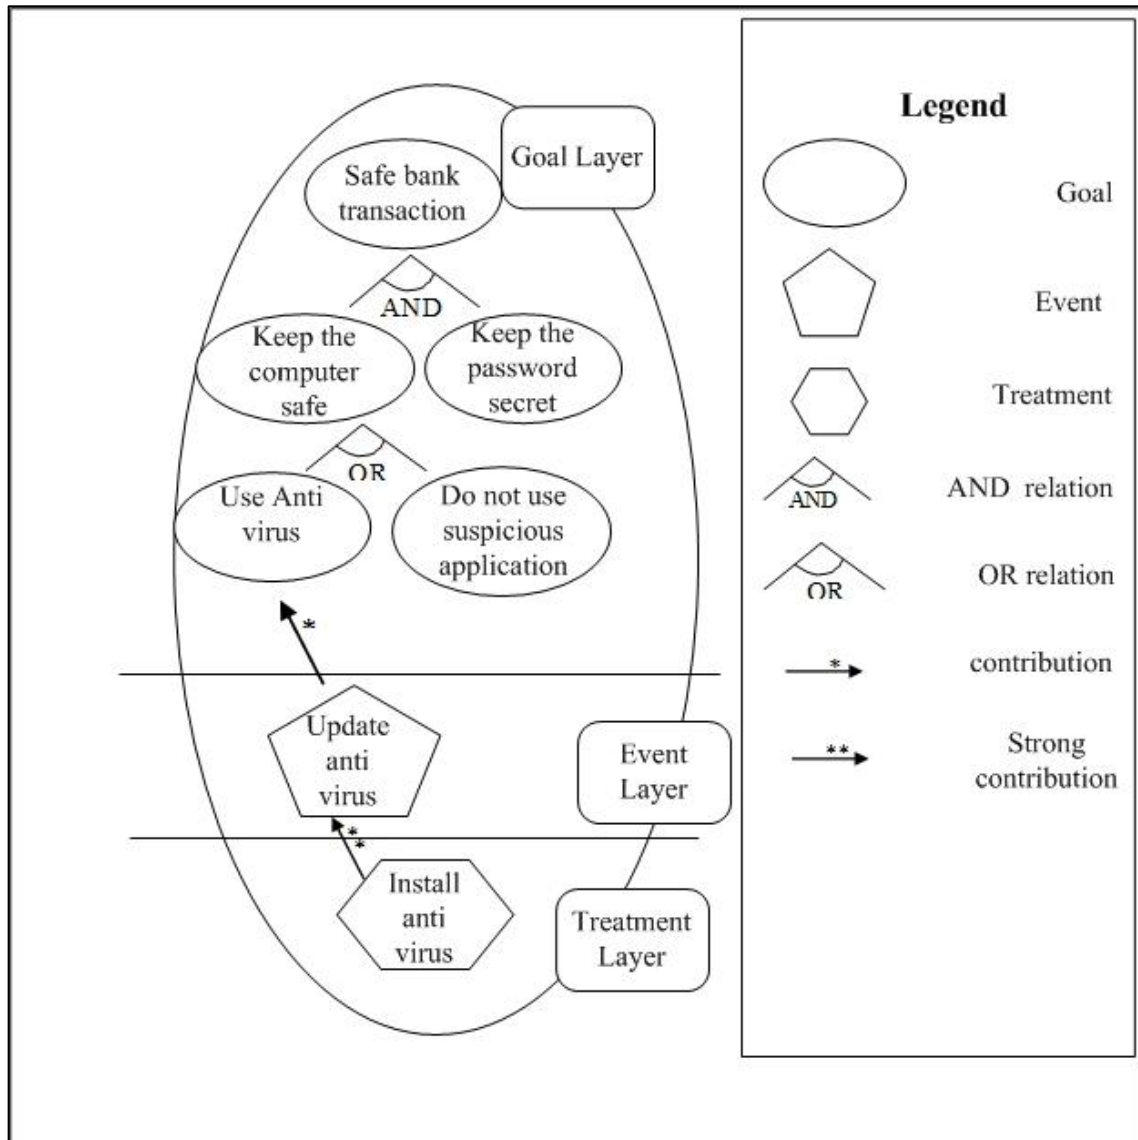 Goal Layer
Safe bank
transaction
AND
Keep the
computer
safe
Keep the
password
secret
OR
Use Anti
virus
Do not use
suspicious
application
*
Update
anti
virus
Event
Layer
**
Install
anti
virus
Treatment
Layer
Legend
Goal
Event
Treatment
AND
AND relation
OR
OR relation
*
contribution
**
Strong
contribution